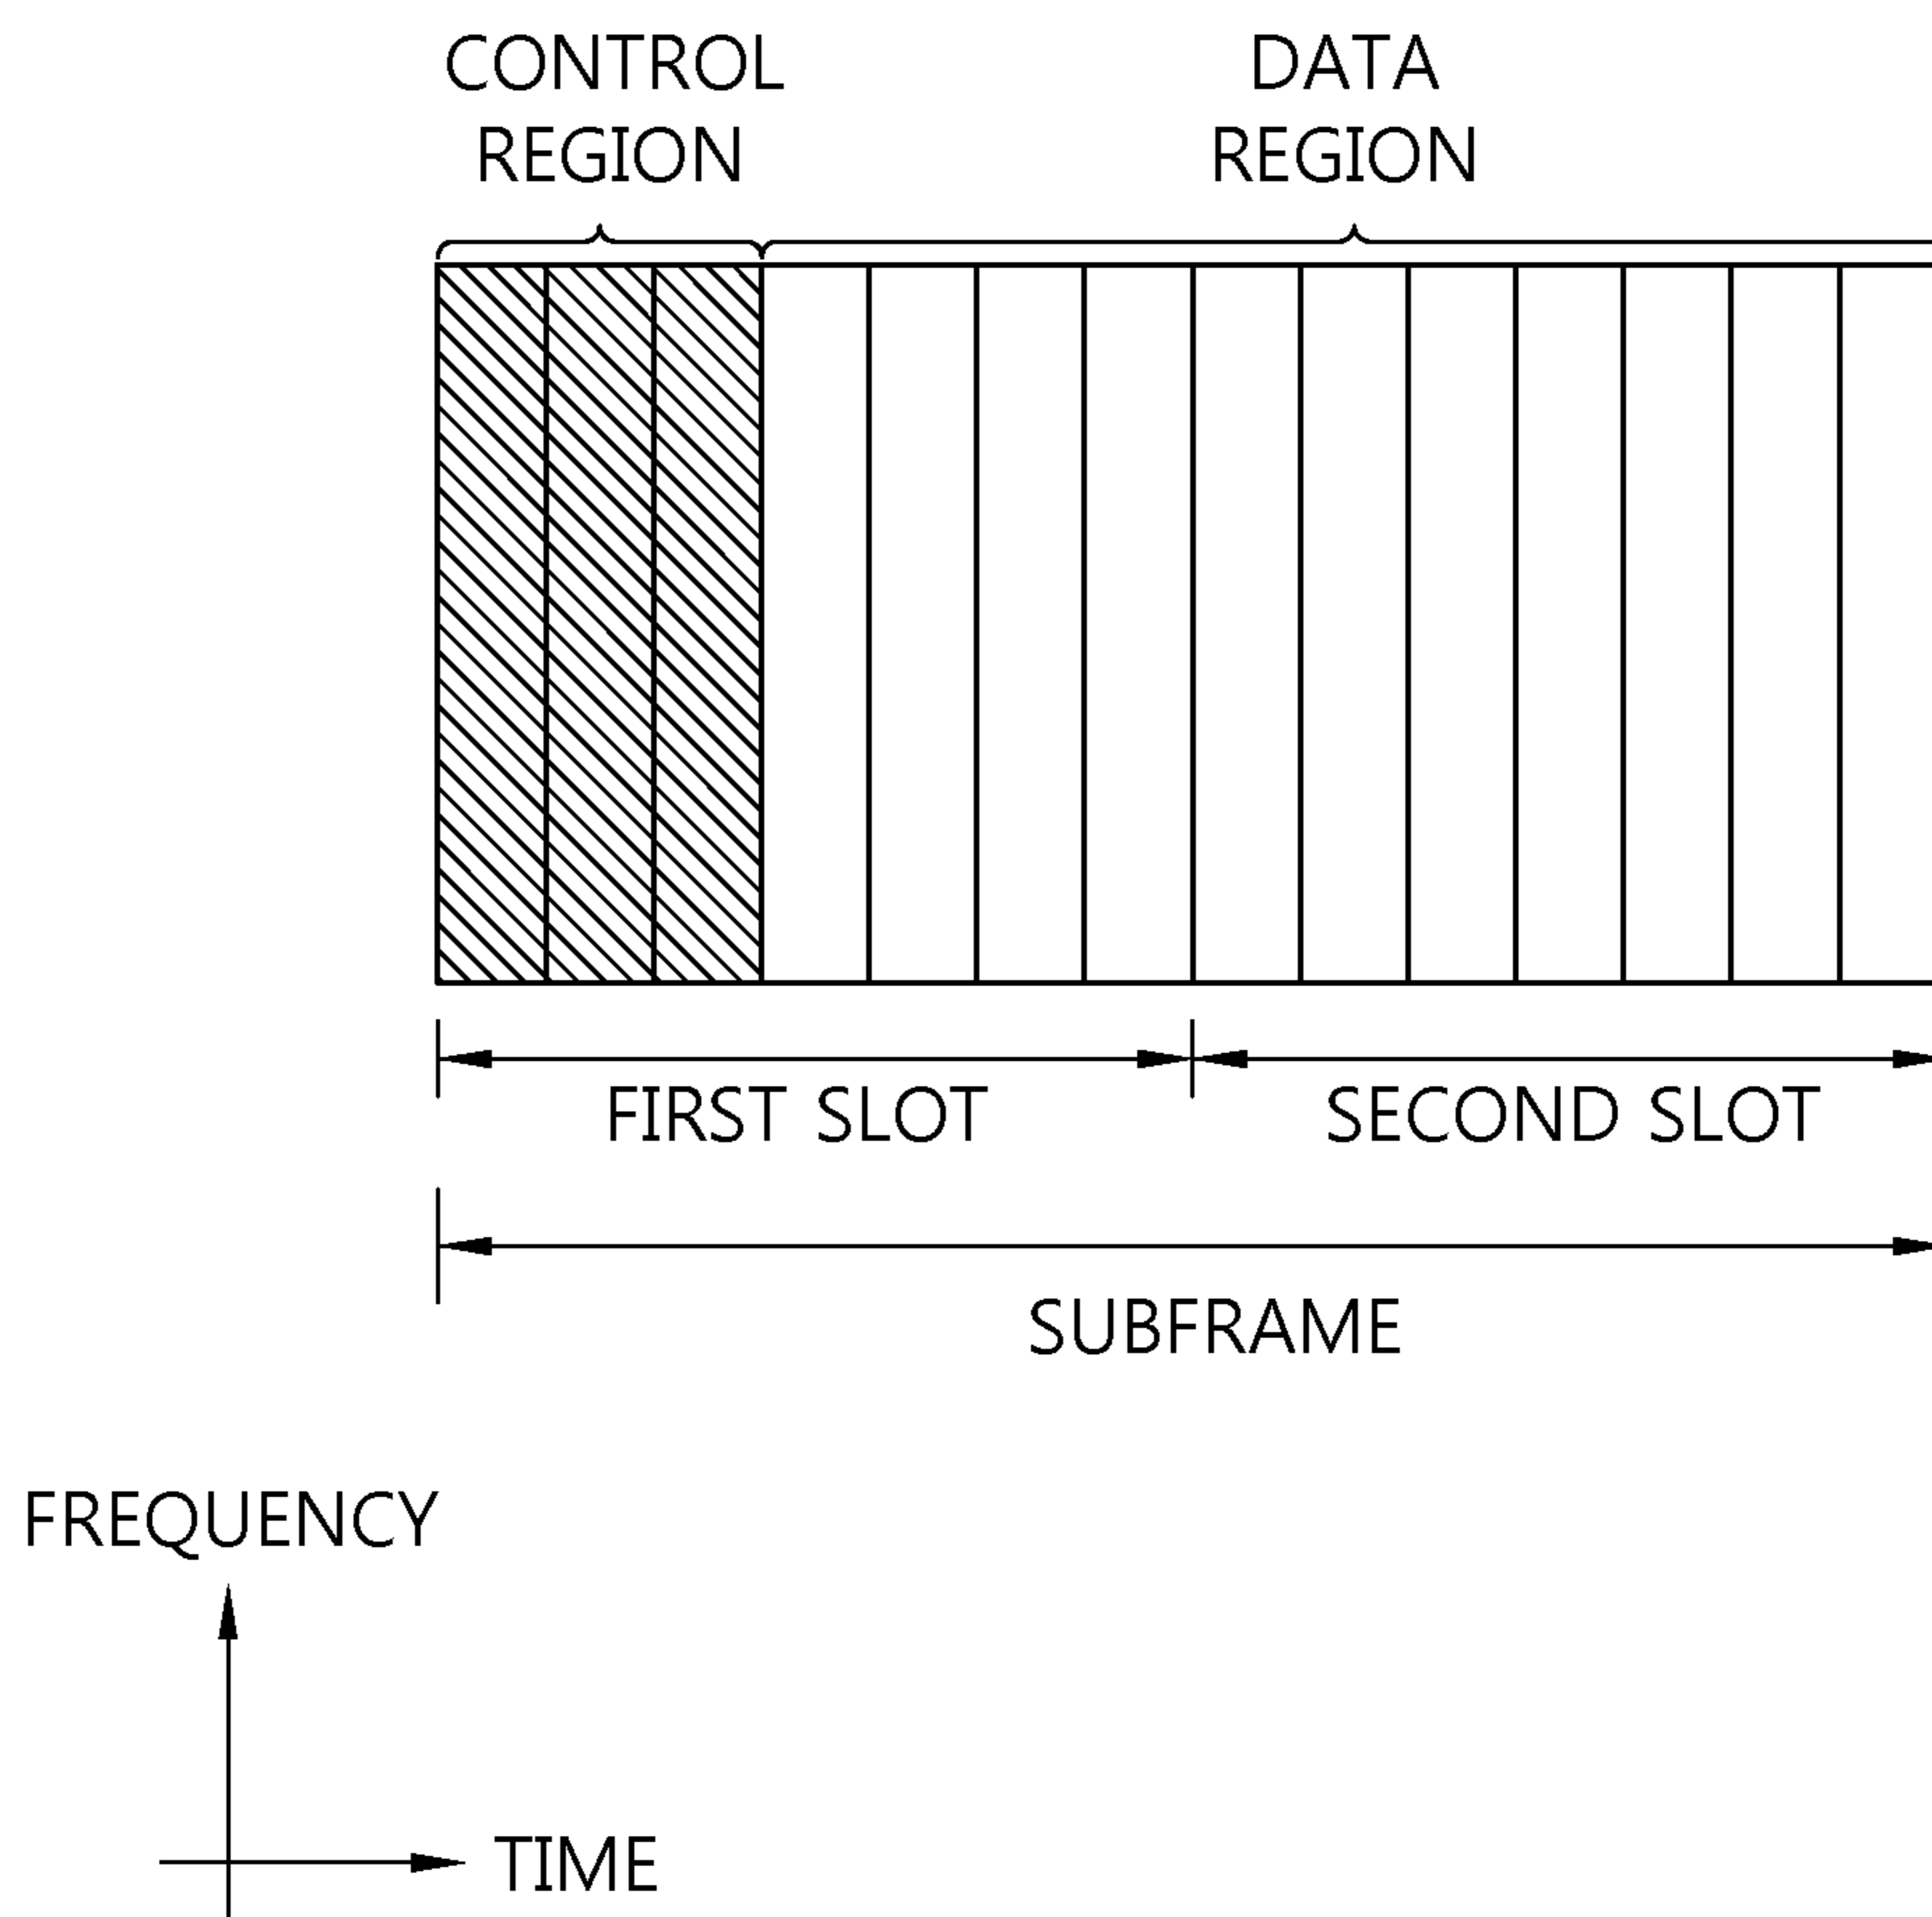 CONTROL
REGION
DATA
REGION
FIRST SLOT
SECOND SLOT
SUBFRAME
FREQUENCY
TIME